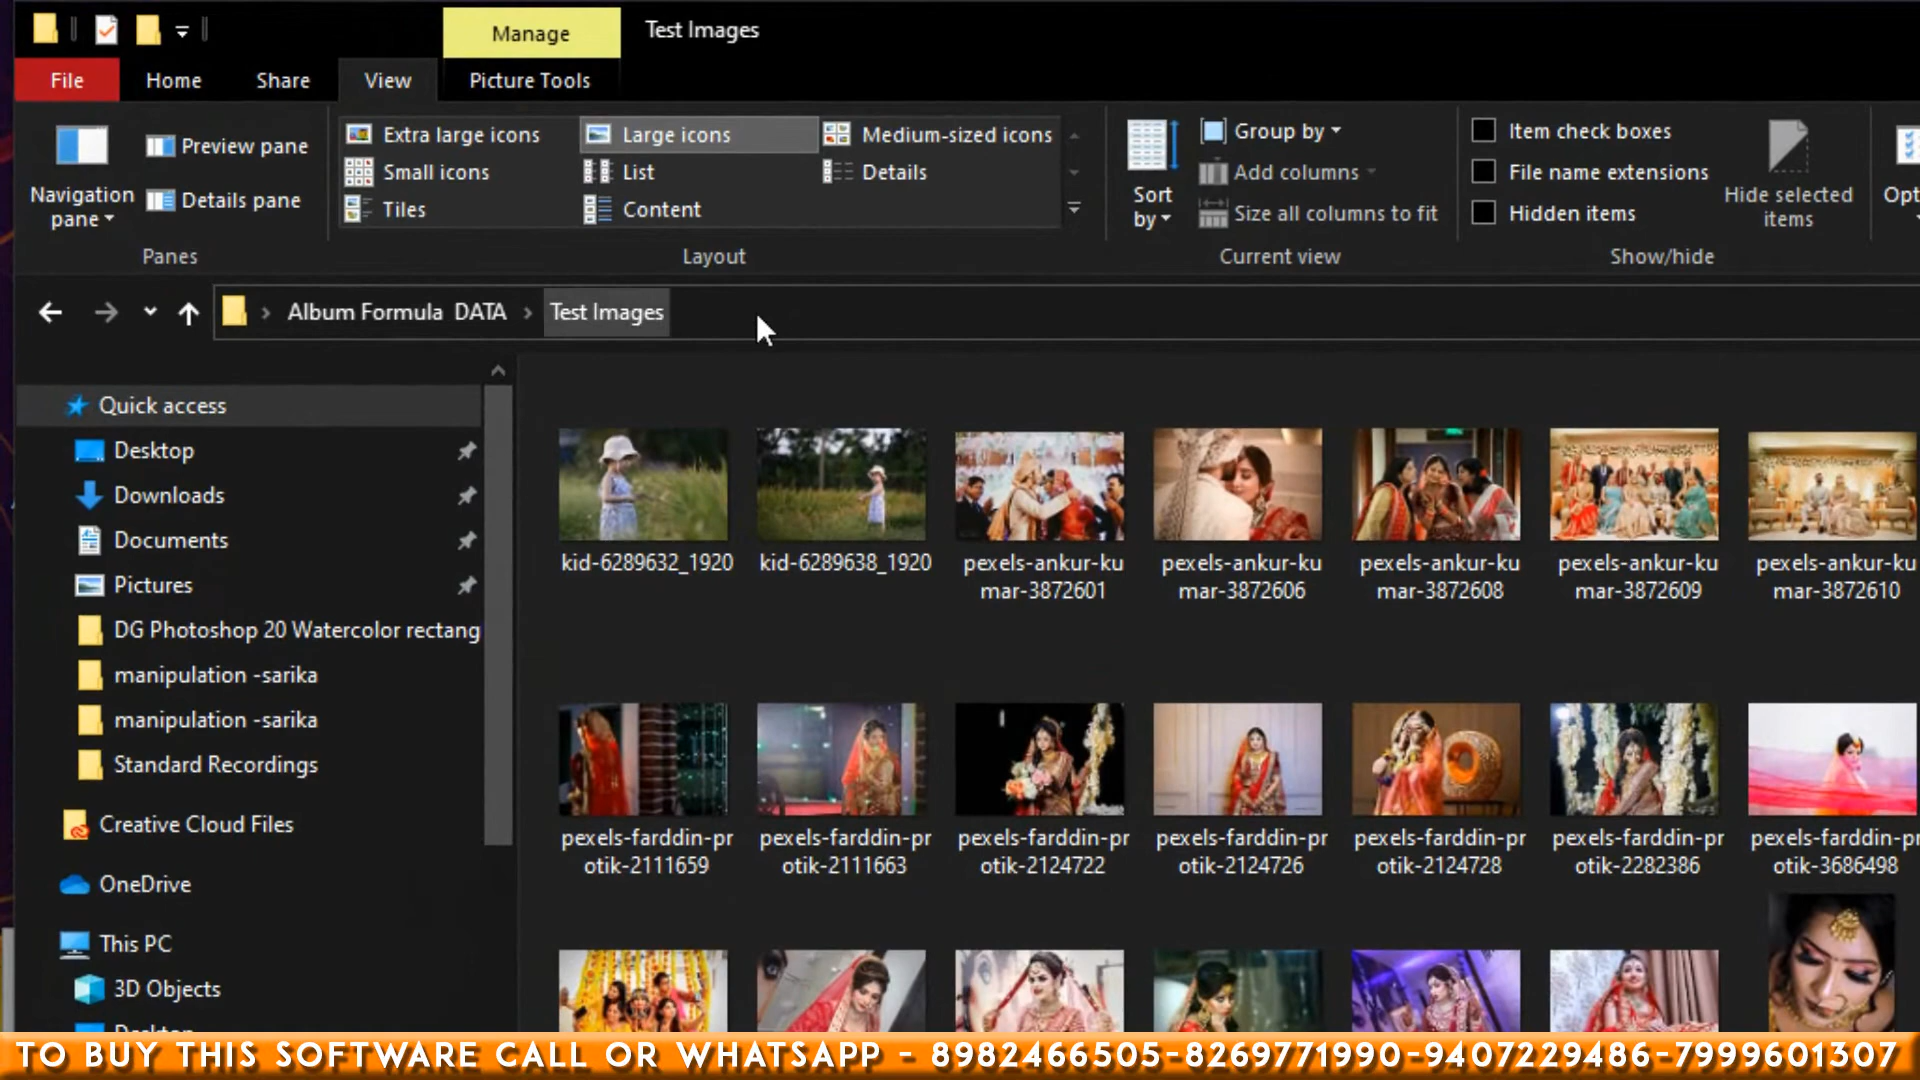 Manage
Test Images
File
Home
Share
View
Picture Tools
Navigation
pane
Preview pane
Details pane
Panes
Extra large icons
Large icons
Medium-sized icons
Small icons
List
Details
Tiles
Content
Layout
Sort
by
Group by
Add columns
Size all columns to fit
Current view
Item check boxes
File name extensions
Hidden items
Hide selected
items
Show/hide
Album Formula  DATA
Test Images
Quick access
Desktop
Downloads
Documents
Pictures
DG Photoshop 20 Watercolor rectang
manipulation -sarika
manipulation -sarika
Standard Recordings
Creative Cloud Files
OneDrive
This PC
3D Objects
Desktop
kid-6289632_1920
kid-6289638_1920
pexels-ankur-ku
mar-3872601
pexels-ankur-ku
mar-3872606
pexels-ankur-ku
mar-3872608
pexels-ankur-ku
mar-3872609
pexels-ankur-ku
mar-3872610
pexels-farddin-pr
otik-2111659
pexels-farddin-pr
otik-2111663
pexels-farddin-pr
otik-2124722
pexels-farddin-pr
otik-2124726
pexels-farddin-pr
otik-2124728
pexels-farddin-pr
otik-2282386
pexels-farddin-pr
otik-3686498
TO BUY THIS SOFTWARE CALL OR WHATSAPP - 8982466505-8269771990-9407229486-7999601307